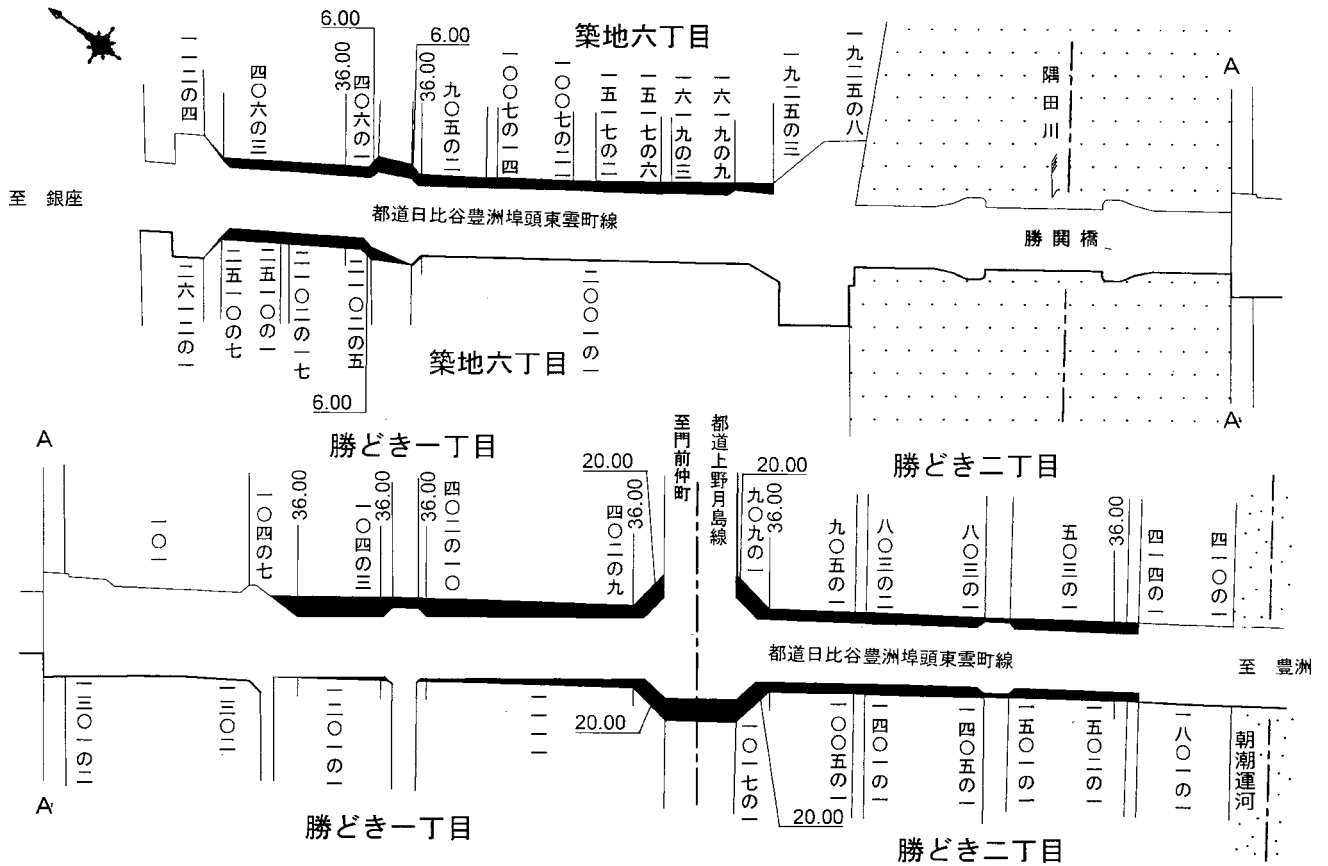 築地六丁目
6.00
6.00
36.00
36.00
一一二の四
四〇六の三
四〇六の一
九〇五の二
一〇〇七の一四
一〇〇七の二一
一五一七の二
一五一七の六
一六一九の三
一六一九の九
一九二五の三
一九二五の八
隅田川
A
至 銀座
都道日比谷豊洲埠頭東雲町線
勝鬨橋
二六一二の一
二五一〇の七
二五一〇の一
二一〇二の一七
二一〇二の五
二〇〇一の一
築地六丁目
6.00
A'
A
勝どき一丁目
至門前仲町
都道上野月島線
勝どき二丁目
20.00
20.00
一〇一
一〇四の七
36.00
一〇四の三
36.00
36.00
四〇二の一〇
四〇二の九
36.00
九〇九の一
36.00
九〇五の一
八〇三の二
八〇三の一
五〇三の一
36.00
四一四の一
四一〇の一
都道日比谷豊洲埠頭東雲町線
至 豊洲
一三〇一の二
一三〇二
一二〇一の一
一一一一
20.00
一〇一七の一
20.00
一〇〇五の一
一四〇一の一
一四〇五の一
一五〇一の一
一五〇二の一
一八〇一の一
朝潮運河
A'
勝どき一丁目
勝どき二丁目